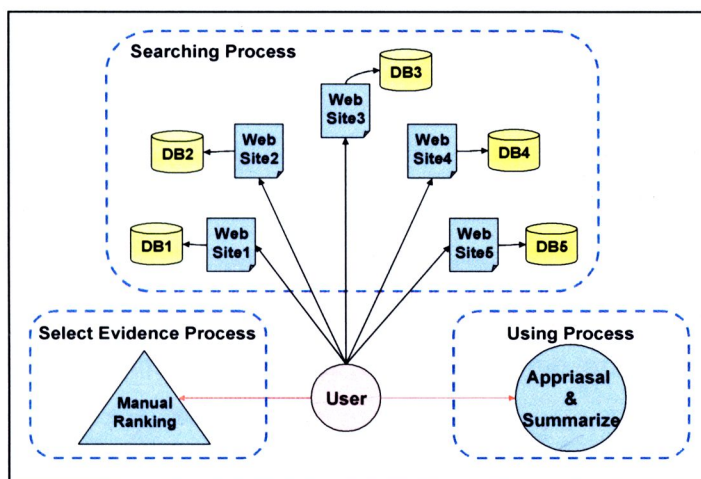 Searching Process
DB3
Web
Site3
DB2
Web
Site2
Web
Site4
DB4
DB1
Web
Site1
Web
Site5
DB5
Select Evidence Process
Manual
Ranking
User
Using Process
Appriasal
&
Summarize